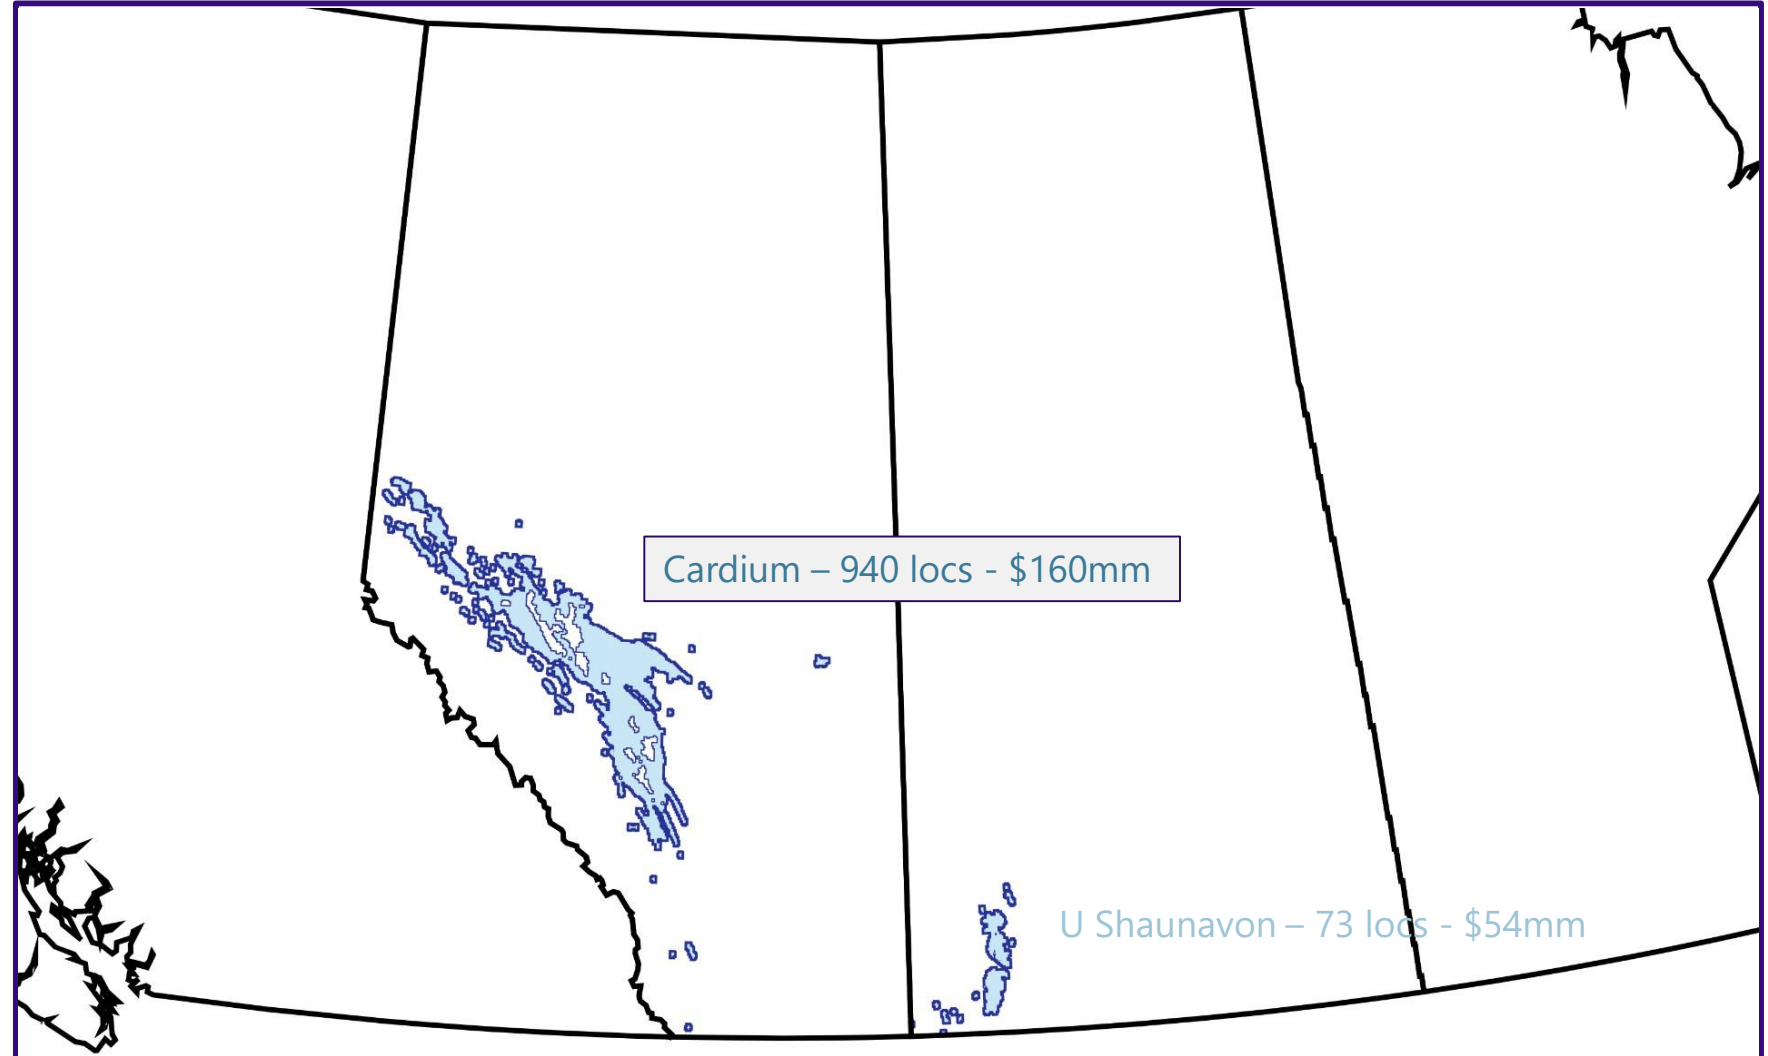 Cardium – 940 locs - $160mm
U Shaunavon – 73 locs - $54mm